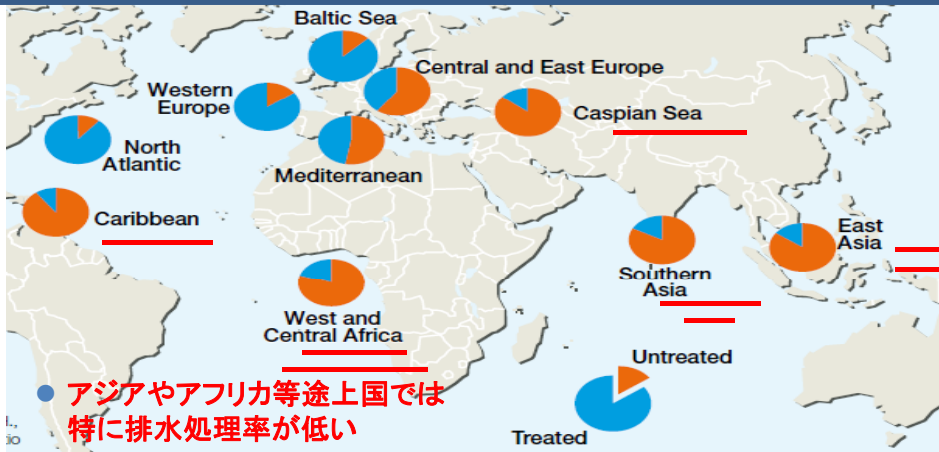 Baltic Sea
Central and East Europe
Western
Europe
Caspian Sea
North
Atlantic
Mediterranean
Caribbean
East
Asia
Southern
Asia
West and
Central Africa
Untreated
アジアやアフリカ等途上国では
特に排水処理率が低い
Treated